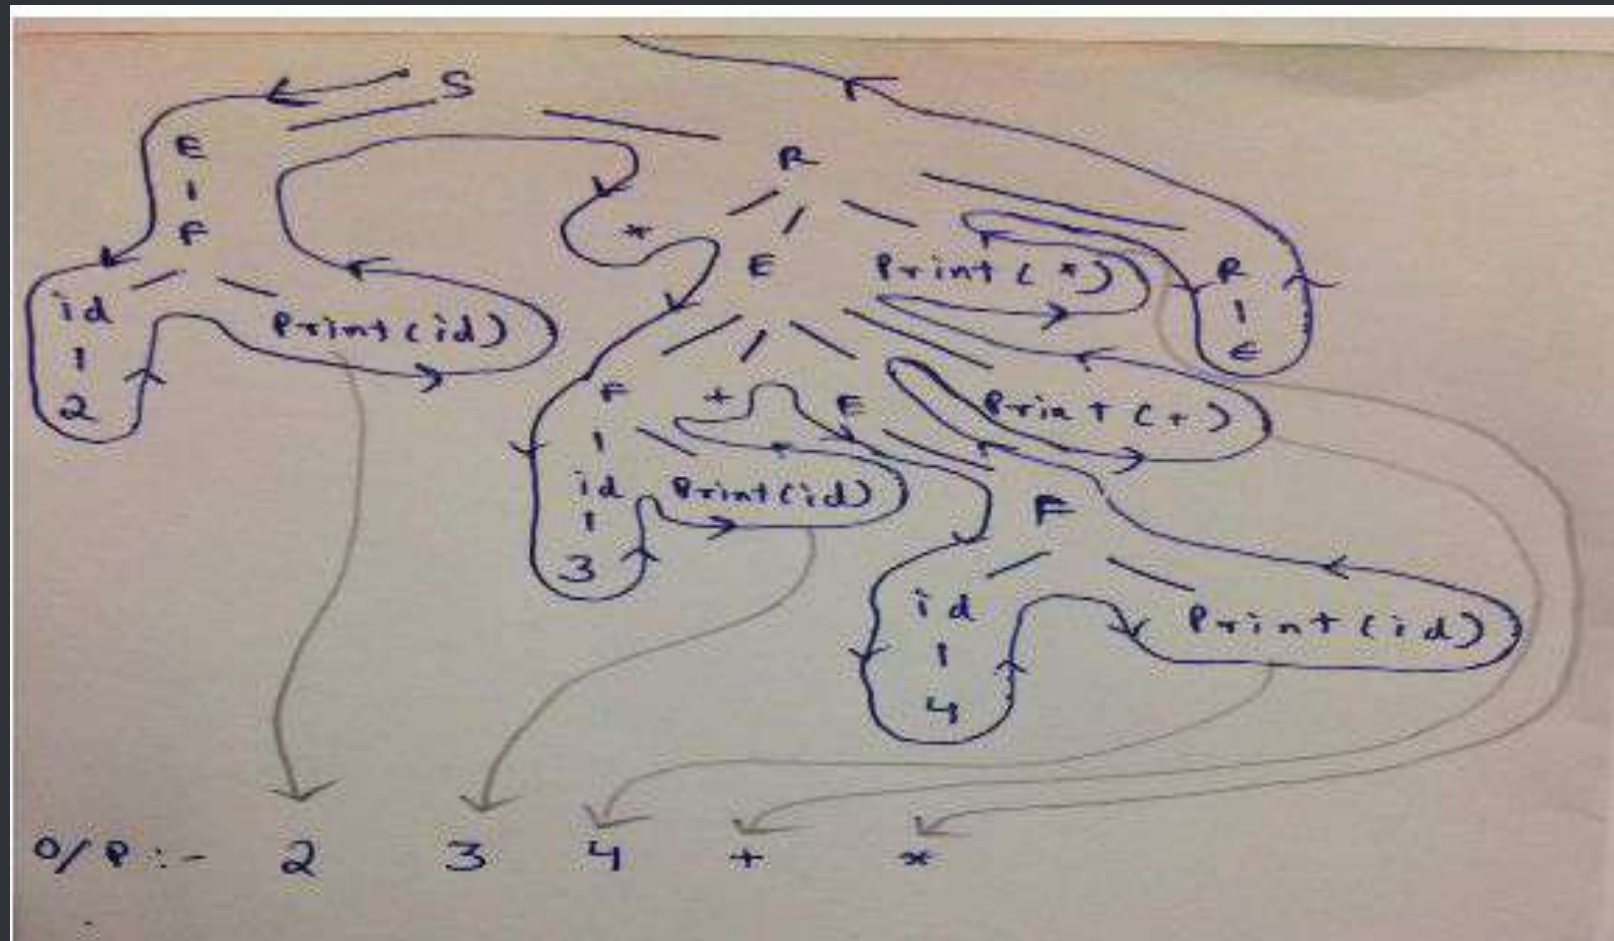 S
E R
F * E Print(*) R
id Print(id) Є
2 F + E Print(+)
id Print(id) F
3 id Print(id)
4
O/P :- 2 3 4 + *